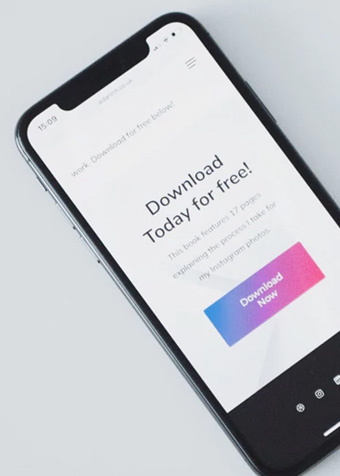 15:09
work. Download for free below!
Download
Today for free!
This book features 17 pages
explaining the process I take for
my Instagram photos.
Download
Now